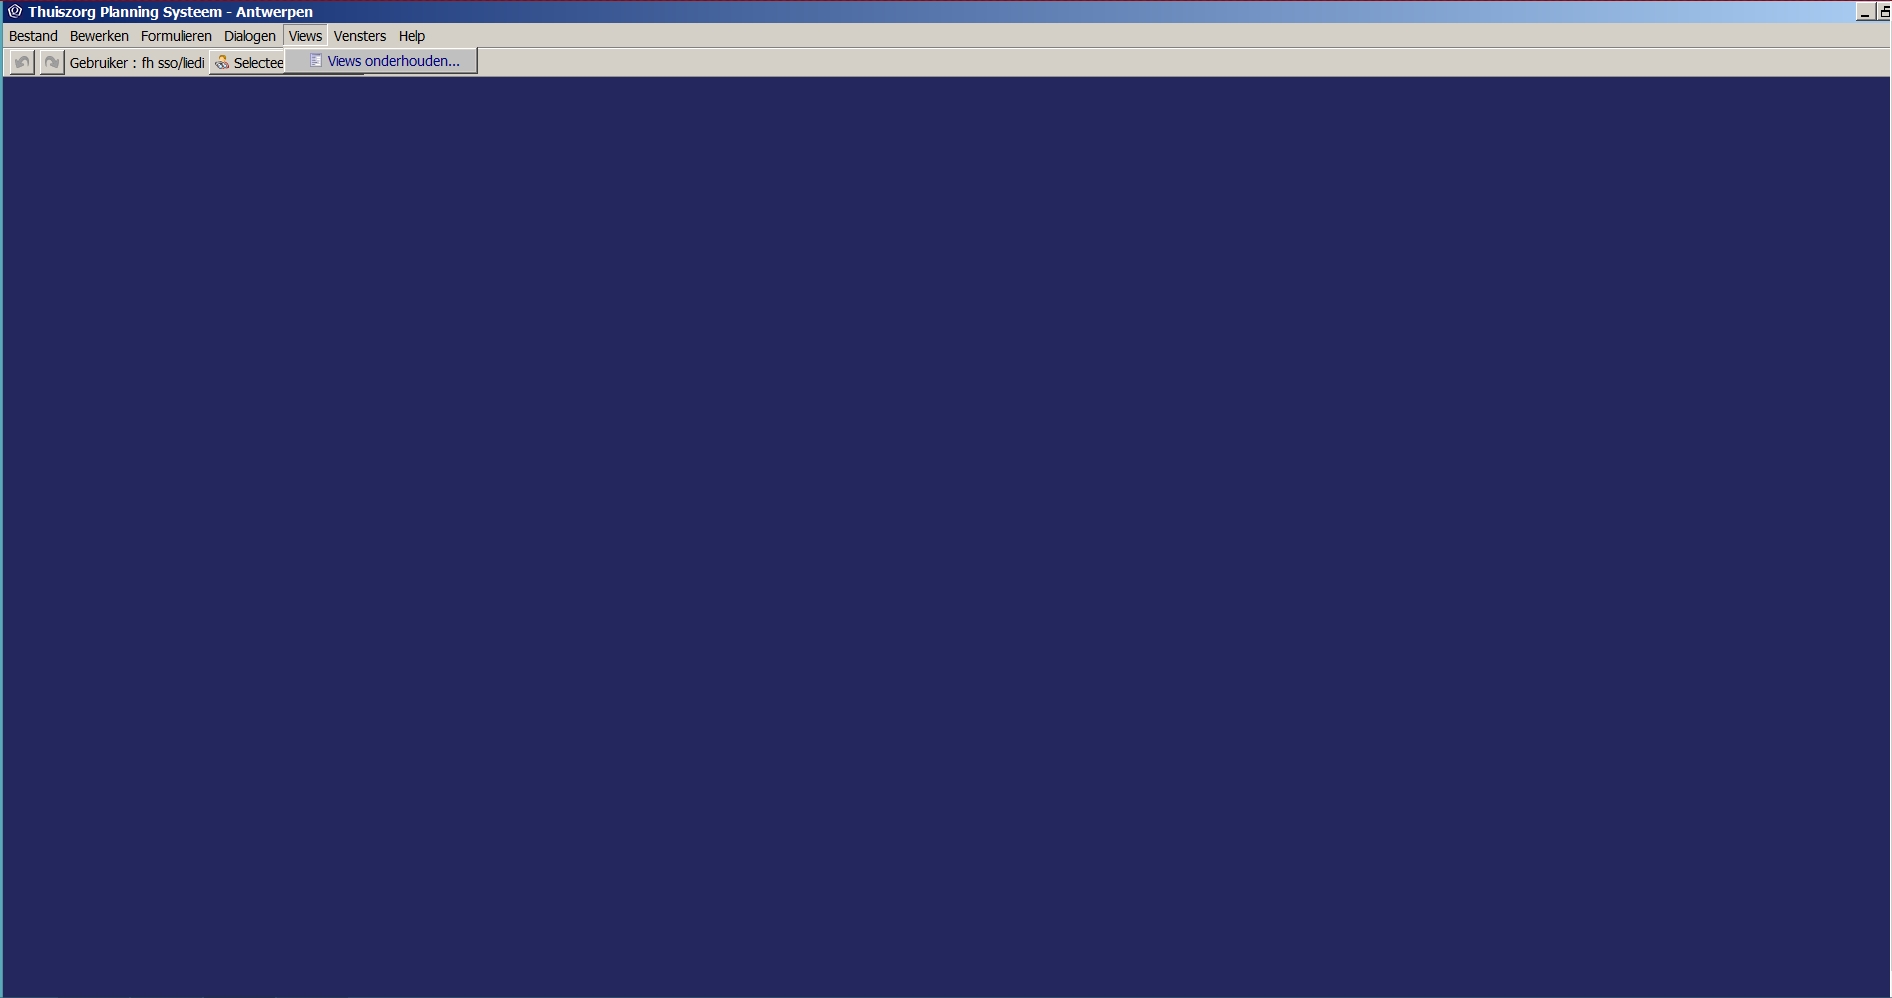 Thuiszorg Planning Systeem - Antwerpen
Bestand Bewerken Formulieren Dialogen Views Vensters Help
Gebruiker : fh sso/liedi Selectee Views onderhouden...